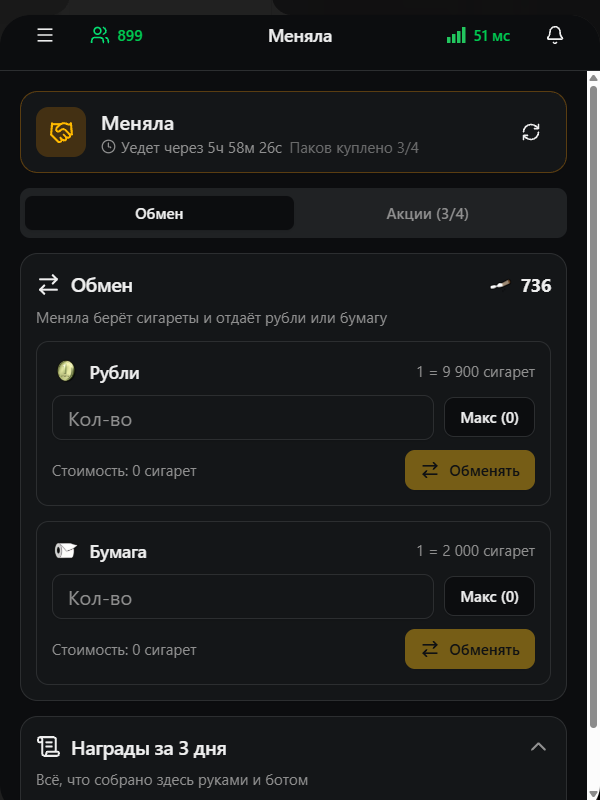 899
Меняла
51 мс
Меняла
Уедет через 5ч 58м 26с Паков куплено 3/4
Обмен
Акции (3/4)
Обмен
736
Меняла берёт сигареты и отдаёт рубли или бумагу
Рубли
1 = 9 900 сигарет
Кол-во
Макс (0)
Стоимость: 0 сигарет
Обменять
Бумага
1 = 2 000 сигарет
Кол-во
Макс (0)
Стоимость: 0 сигарет
Обменять
Награды за 3 дня
Всё, что собрано здесь руками и ботом